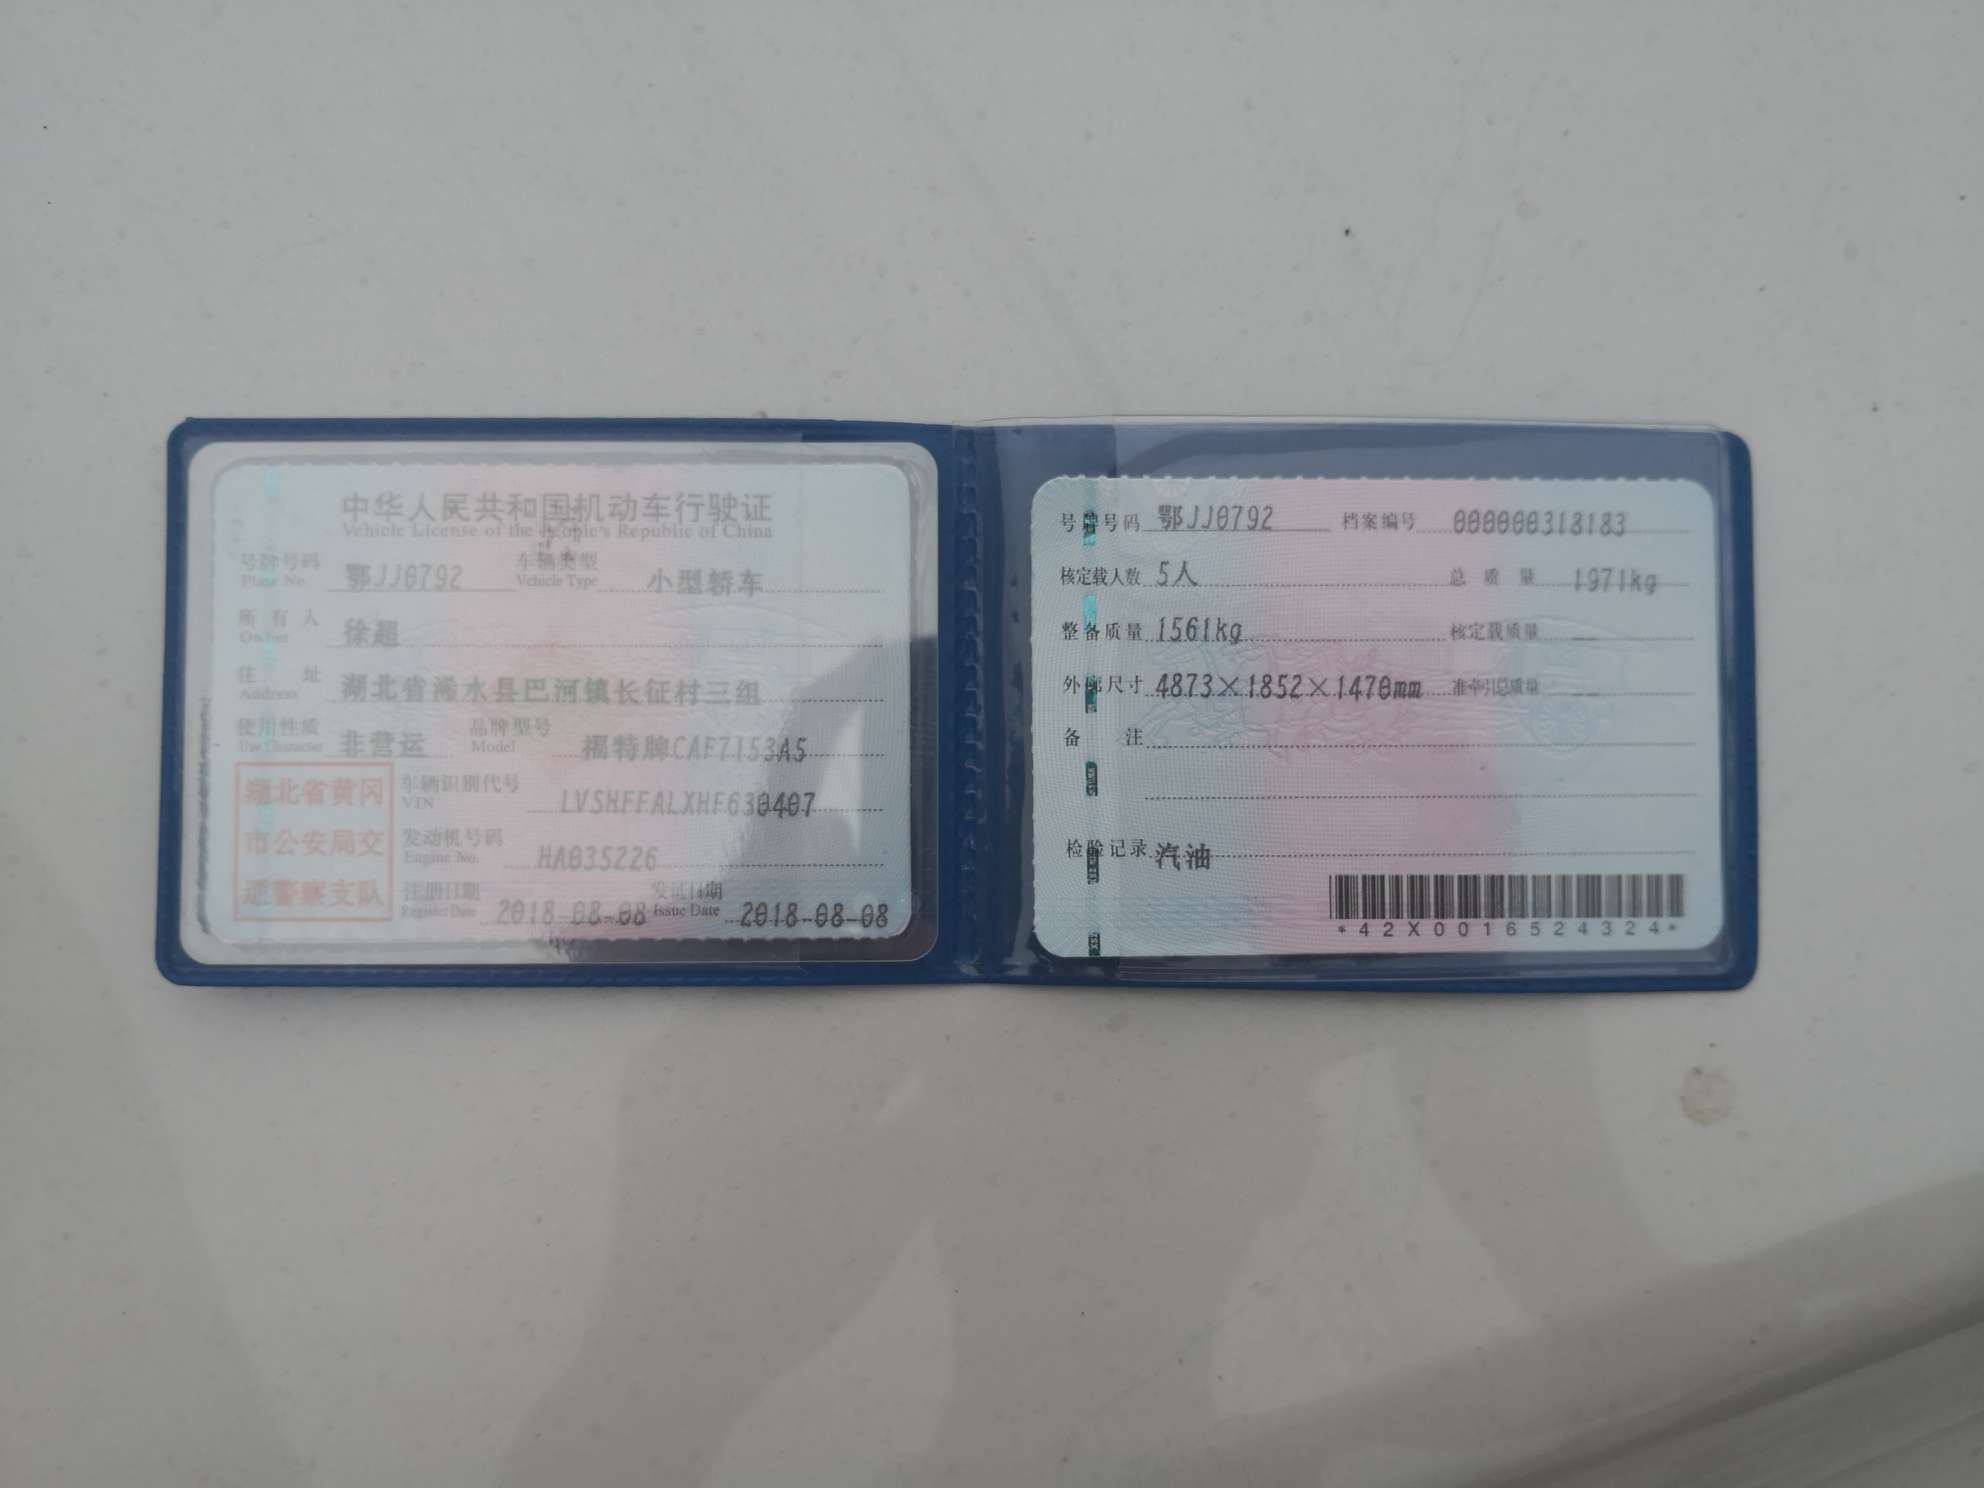 中华人民共和国机动车行驶证
Vehicle License of the People's Republic of China
号牌号码 鄂JJ0792 车辆类型 小型轿车
Plate No. Vehicle Type
所有人 徐超
Owner
住址 湖北省浠水县巴河镇长征村三组
Address
使用性质 非营运 品牌型号 福特牌CAF7153A5
Use Character Model
湖北省黄冈
市公安局交
通警察支队
车辆识别代号 LVSHFFALXHF630407
VIN
发动机号码 HA035226
Engine No.
注册日期 2018-08-08 发证日期 2018-08-08
Register Date Issue Date
号牌号码 鄂JJ0792 档案编号 000000318183
核定载人数 5人 总质量 1971kg
整备质量 1561kg 核定载质量 --
外廓尺寸 4873×1852×1470mm 准牵引总质量 --
备注
检验记录 汽油
*42X0016524324*